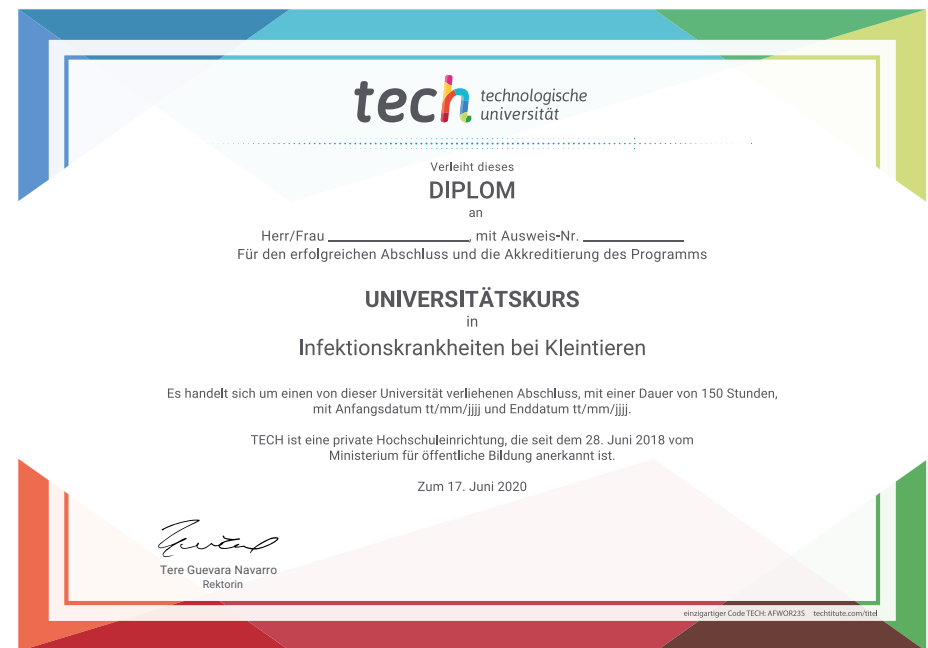 tech technologische
universität
Verleiht dieses
DIPLOM
an
Herr/Frau ____________________, mit Ausweis-Nr. ______________
Für den erfolgreichen Abschluss und die Akkreditierung des Programms
UNIVERSITÄTSKURS
in
Infektionskrankheiten bei Kleintieren
Es handelt sich um einen von dieser Universität verliehenen Abschluss, mit einer Dauer von 150 Stunden,
mit Anfangsdatum tt/mm/jjjj und Enddatum tt/mm/jjjj.
TECH ist eine private Hochschuleinrichtung, die seit dem 28. Juni 2018 vom
Ministerium für öffentliche Bildung anerkannt ist.
Zum 17. Juni 2020
Tere Guevara Navarro
Rektorin
einzigartiger Code TECH: AFWOR23S techtitute.com/titel